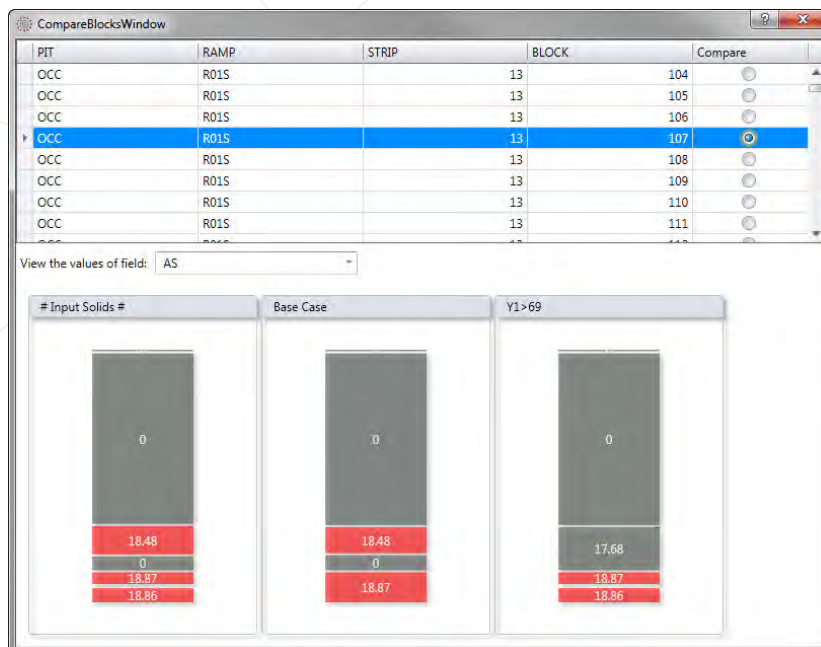 CompareBlocksWindow
PIT RAMP STRIP BLOCK Compare
OCC R01S 13 104
OCC R01S 13 105
OCC R01S 13 106
OCC R01S 13 107
OCC R01S 13 108
OCC R01S 13 109
OCC R01S 13 110
OCC R01S 13 111
View the values of field: AS
# Input Solids # Base Case Y1>69
0 0 0
18.48 18.48 17.68
0 0
18.87 18.87 18.87
18.86 18.86